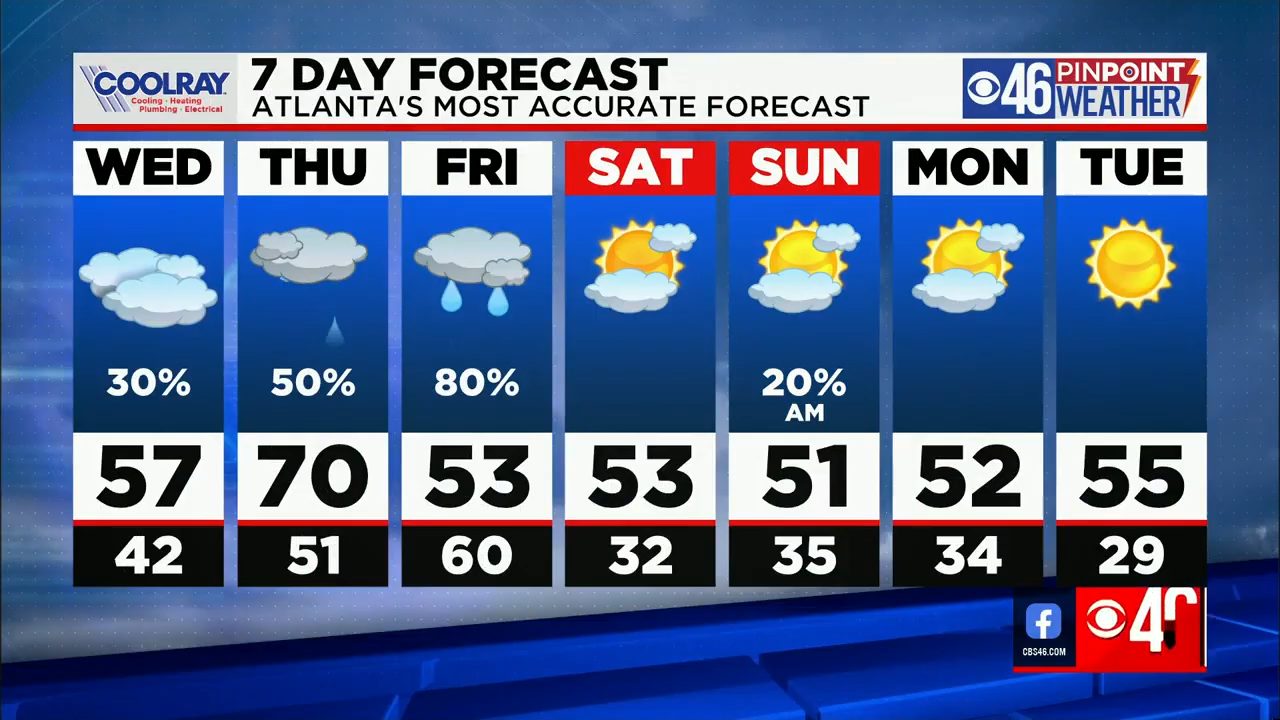 COOLRAY
Cooling · Heating
Plumbing · Electrical
7 DAY FORECAST
ATLANTA'S MOST ACCURATE FORECAST
46 PINPOINT
WEATHER
WED THU FRI SAT SUN MON TUE
30% 50% 80% 20%
AM
57 70 53 53 51 52 55
42 51 60 32 35 34 29
f
CBS46.COM